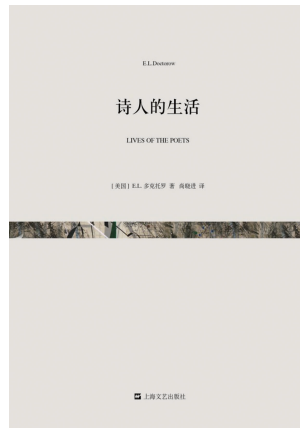 E.L.Doctorow
诗人的生活
LIVES OF THE POETS
[美国] E.L. 多克托罗 著 尚晓进 译
上海文艺出版社